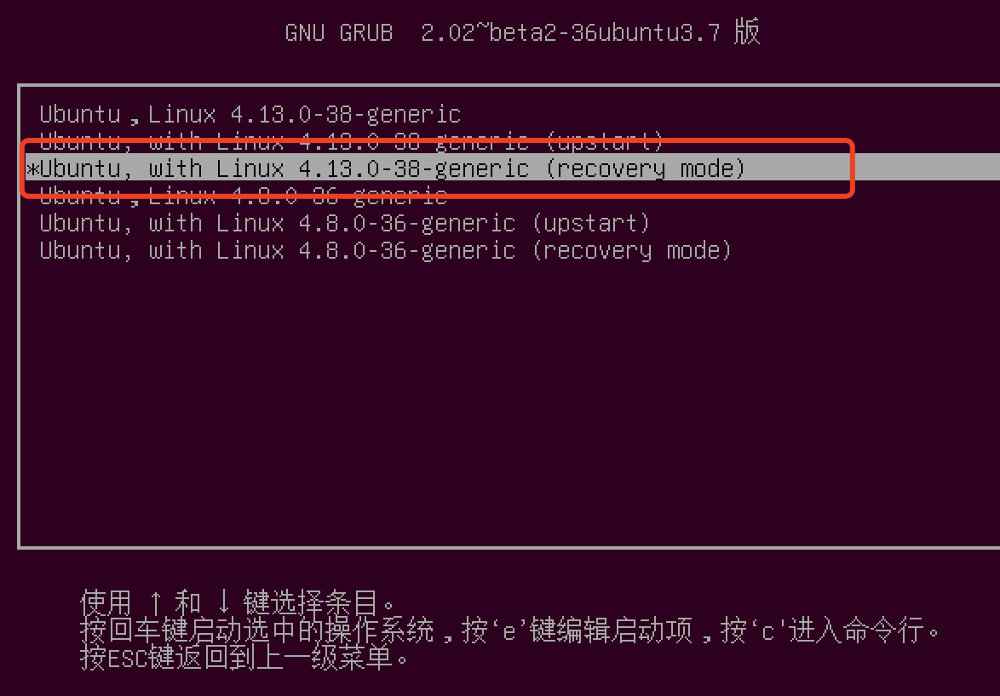 GNU GRUB 2.02~beta2-36ubuntu3.7 版
Ubuntu，Linux 4.13.0-38-generic
Ubuntu, with Linux 4.13.0-38-generic (upstart)
*Ubuntu, with Linux 4.13.0-38-generic (recovery mode)
Ubuntu，Linux 4.8.0-36-generic
Ubuntu, with Linux 4.8.0-36-generic (upstart)
Ubuntu, with Linux 4.8.0-36-generic (recovery mode)
使用 ↑ 和 ↓ 键选择条目。
按回车键启动选中的操作系统，按‘e’键编辑启动项，按‘c'进入命令行。
按ESC键返回到上一级菜单。